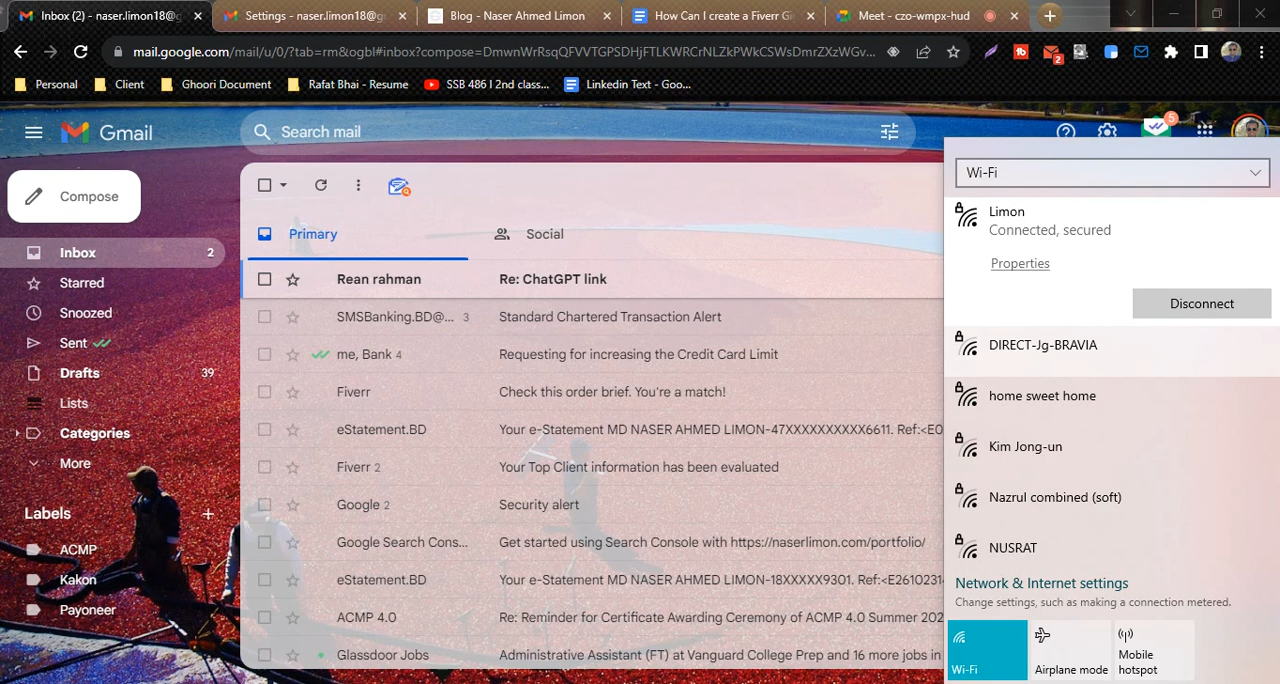 Inbox (2) - naser.limon18@g
Settings - naser.limon18@g
Blog - Naser Ahmed Limon
How Can I create a Fiverr Gi
Meet - czo-wmpx-hud
mail.google.com/mail/u/0/?tab=rm&ogbl#inbox?compose=DmwnWrRsqQFVVTGPSDHjFTLKWRCrNLZkPWkCSWsDmrZXzWGv...
2
Personal
Client
Ghoori Document
Rafat Bhai - Resume
SSB 486 l 2nd class...
Linkedin Text - Goo...
Gmail
Search mail
5
Compose
Inbox 2
Starred
Snoozed
Sent
Drafts 39
Lists
Categories
More
Labels
ACMP
Kakon
Payoneer
Primary
Social
Rean rahman Re: ChatGPT link
SMSBanking.BD@... 3 Standard Chartered Transaction Alert
me, Bank 4 Requesting for increasing the Credit Card Limit
Fiverr Check this order brief. You're a match!
eStatement.BD Your e-Statement MD NASER AHMED LIMON-47XXXXXXXXXX6611. Ref:<E0
Fiverr 2 Your Top Client information has been evaluated
Google 2 Security alert
Google Search Cons... Get started using Search Console with https://naserlimon.com/portfolio/
eStatement.BD Your e-Statement MD NASER AHMED LIMON-18XXXXX9301. Ref:<E26102314
ACMP 4.0 Re: Reminder for Certificate Awarding Ceremony of ACMP 4.0 Summer 202
Glassdoor Jobs Administrative Assistant (FT) at Vanguard College Prep and 16 more jobs in
Wi-Fi
Limon
Connected, secured
Properties
Disconnect
DIRECT-Jg-BRAVIA
home sweet home
Kim Jong-un
Nazrul combined (soft)
NUSRAT
Network & Internet settings
Change settings, such as making a connection metered.
Wi-Fi
Airplane mode
Mobile
hotspot